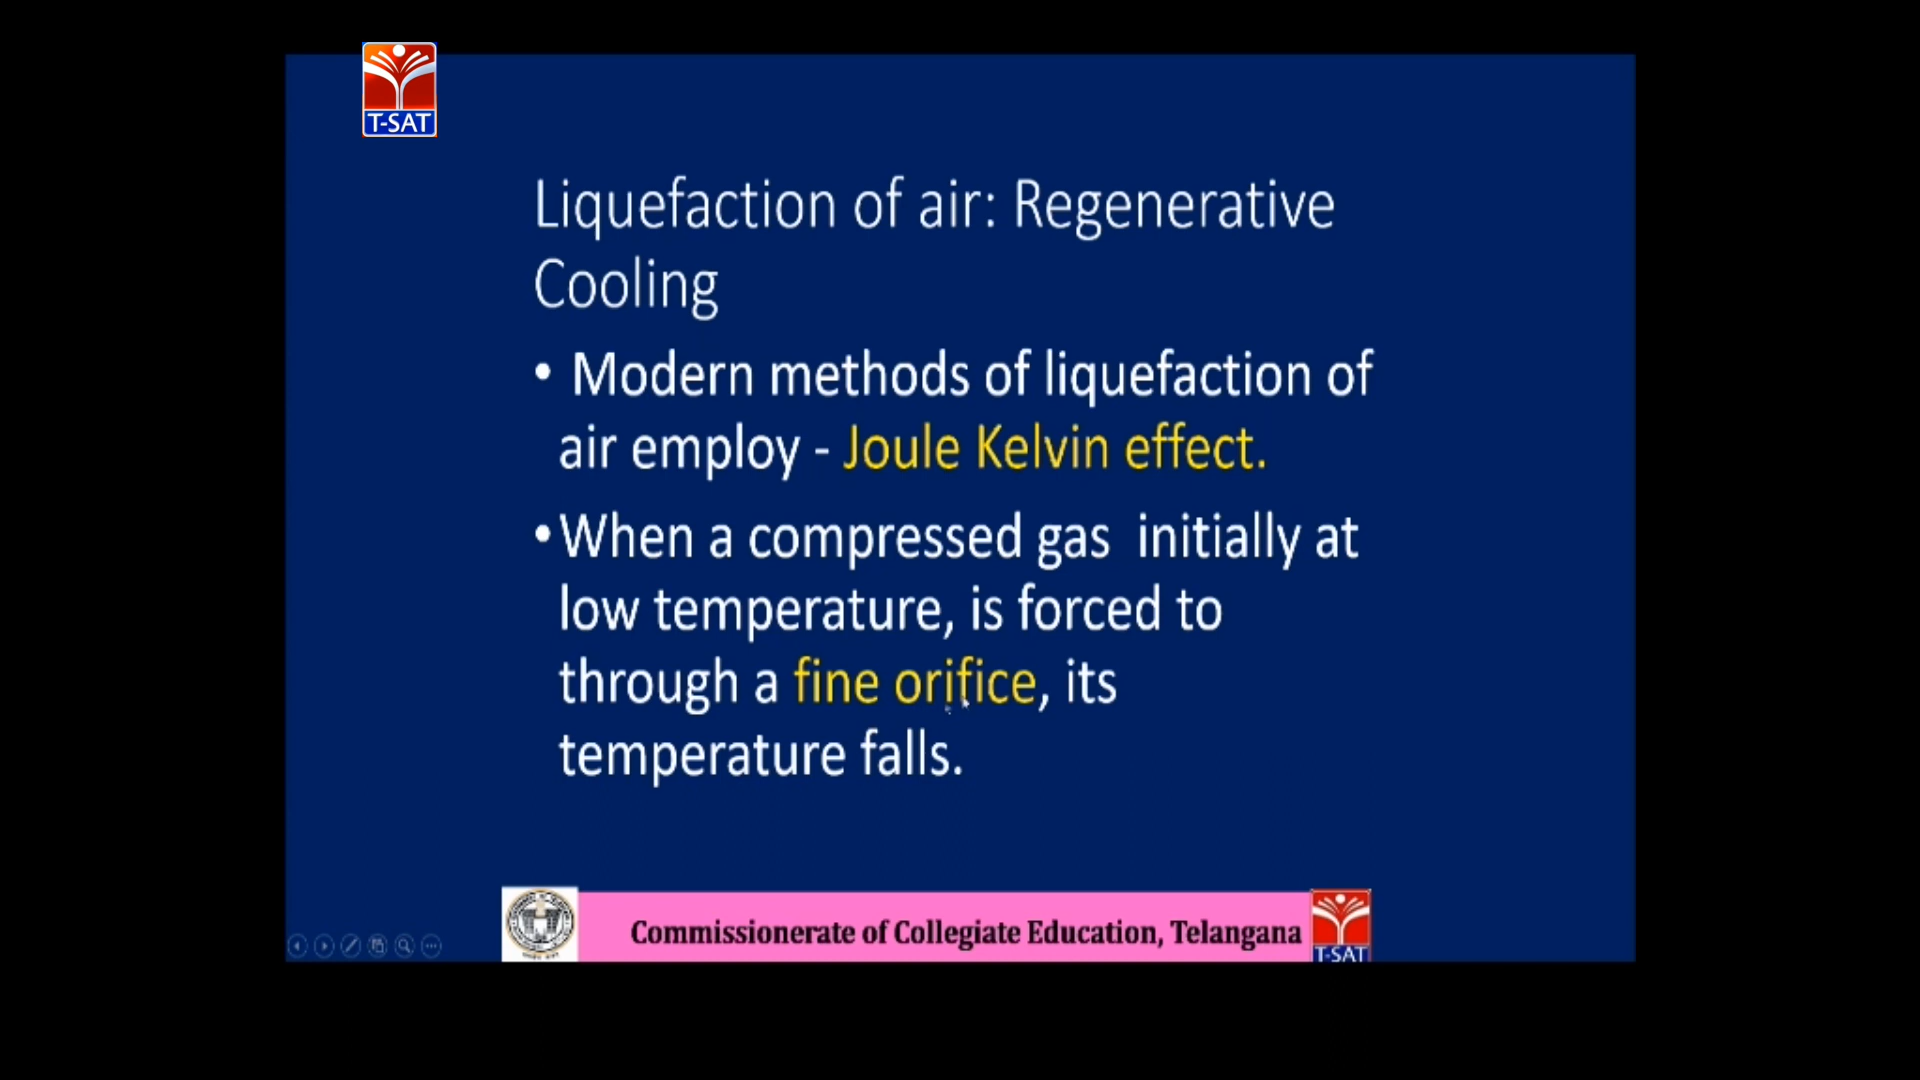 T-SAT
Liquefaction of air: Regenerative
Cooling
• Modern methods of liquefaction of
air employ - Joule Kelvin effect.
• When a compressed gas initially at
low temperature, is forced to
through a fine orifice, its
temperature falls.
Commissionerate of Collegiate Education, Telangana
T-SAT